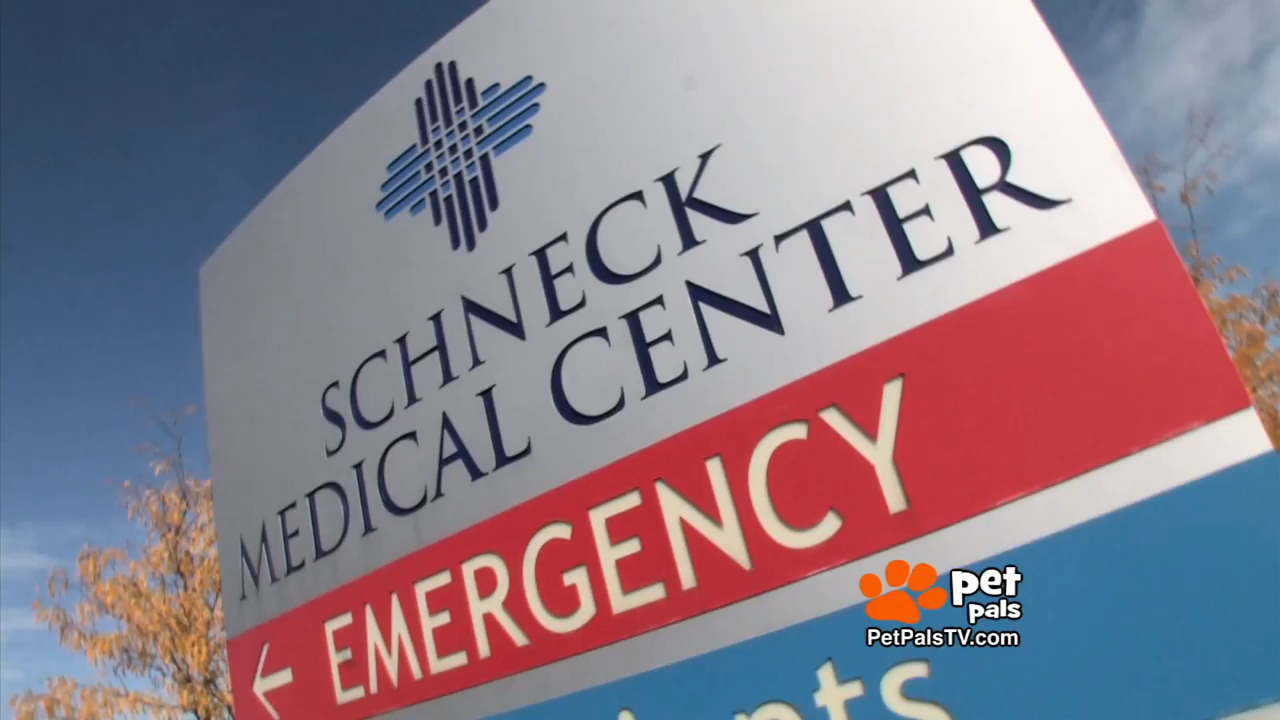 SCHNECK
MEDICAL CENTER
← EMERGENCY
pet
pals
PetPalsTV.com